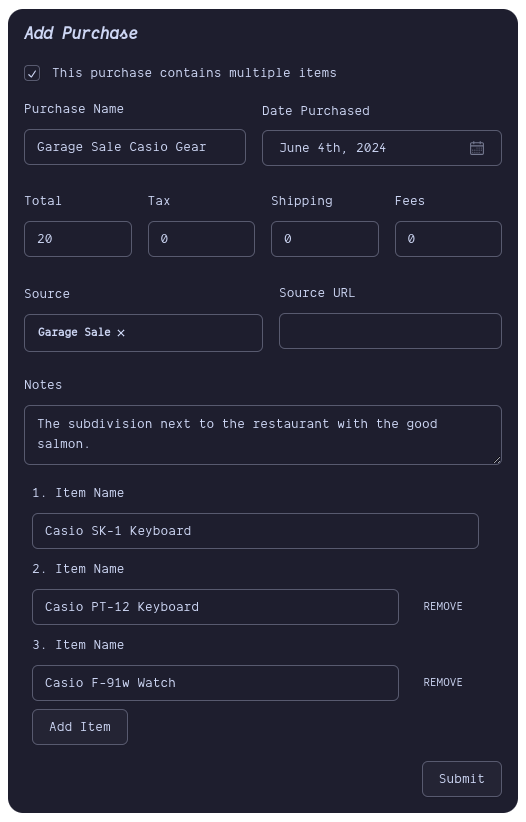 Add Purchase
This purchase contains multiple items
Purchase Name
Date Purchased
Garage Sale Casio Gear
June 4th, 2024
Total
Tax
Shipping
Fees
20
0
0
0
Source
Source URL
Garage Sale ×
Notes
The subdivision next to the restaurant with the good
salmon.
1. Item Name
Casio SK-1 Keyboard
2. Item Name
Casio PT-12 Keyboard
REMOVE
3. Item Name
Casio F-91w Watch
REMOVE
Add Item
Submit